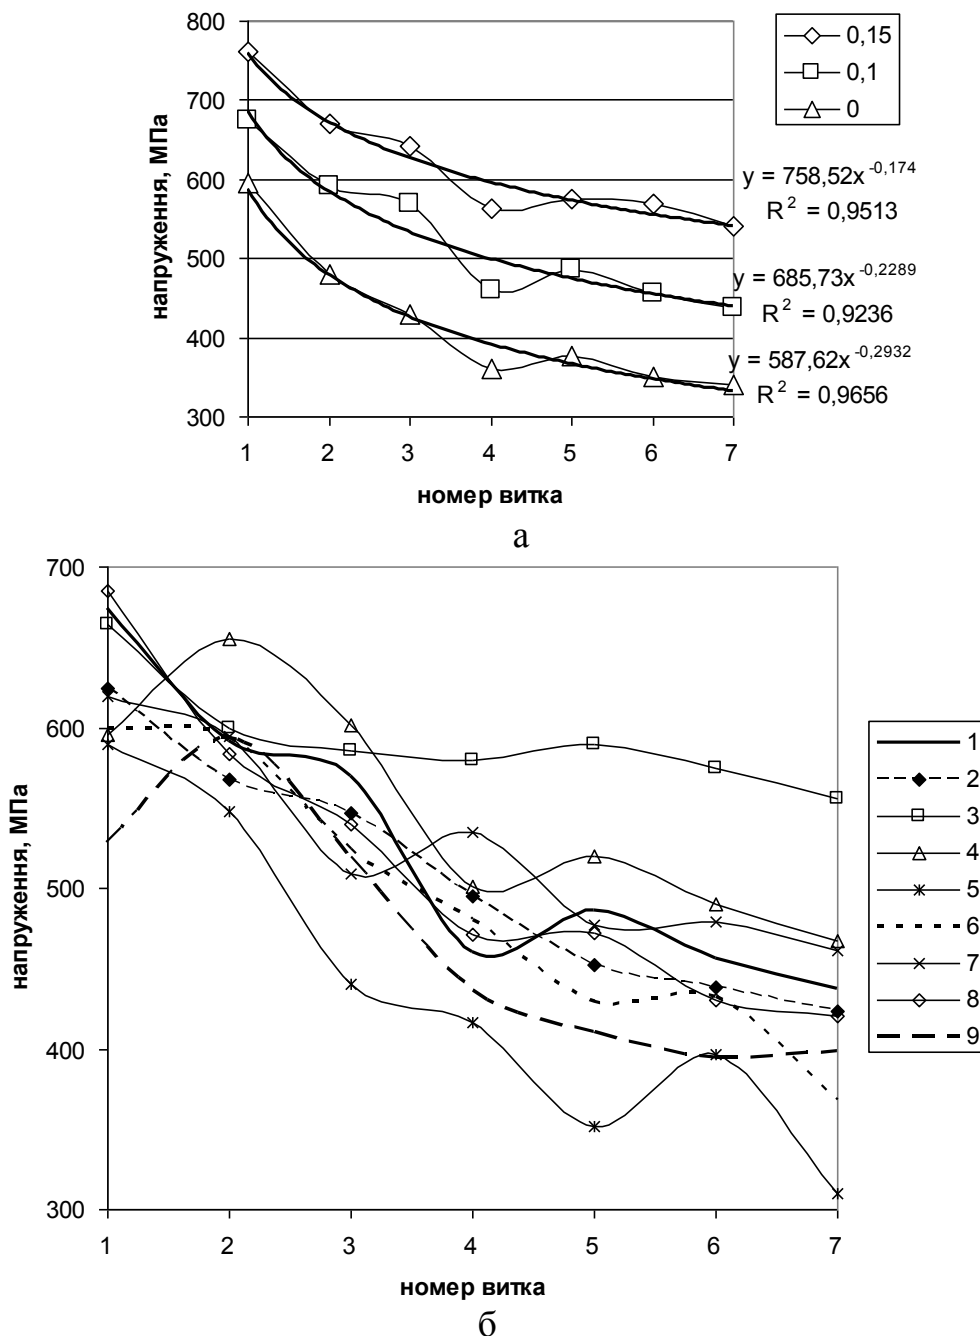 800
700
600
500
400
300
напруження, МПа
1 2 3 4 5 6 7
номер витка
0,15
0,1
0
y = 758,52x^-0,174
R² = 0,9513
y = 685,73x^-0,2289
R² = 0,9236
y = 587,62x^-0,2932
R² = 0,9656
а
700
600
500
400
300
напруження, МПа
1 2 3 4 5 6 7
номер витка
1
2
3
4
5
6
7
8
9
б